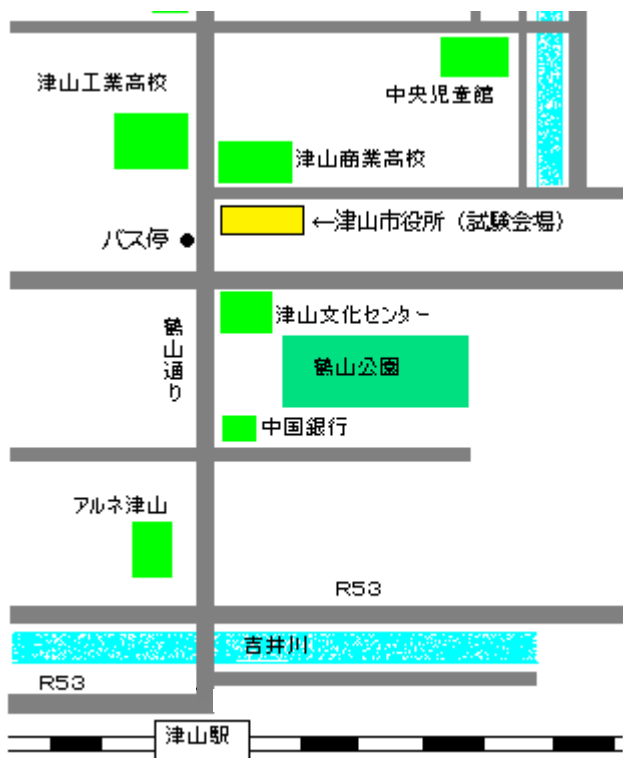 津山工業高校
中央児童館
津山商業高校
←津山市役所（試験会場）
バス停
津山文化センター
鶴山通り
鶴山公園
中国銀行
アルネ津山
R53
吉井川
R53
津山駅